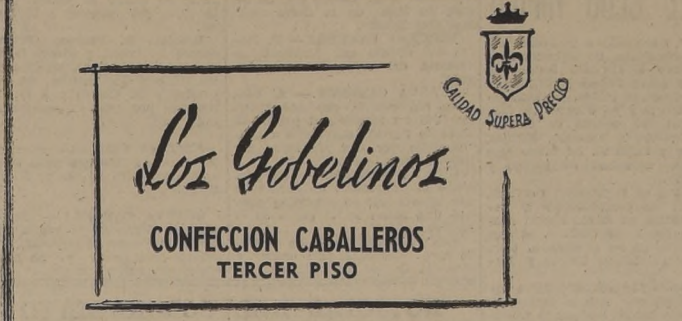 CALIDAD SUPERA PRECIO
Los Gobelinos
CONFECCION CABALLEROS
TERCER PISO